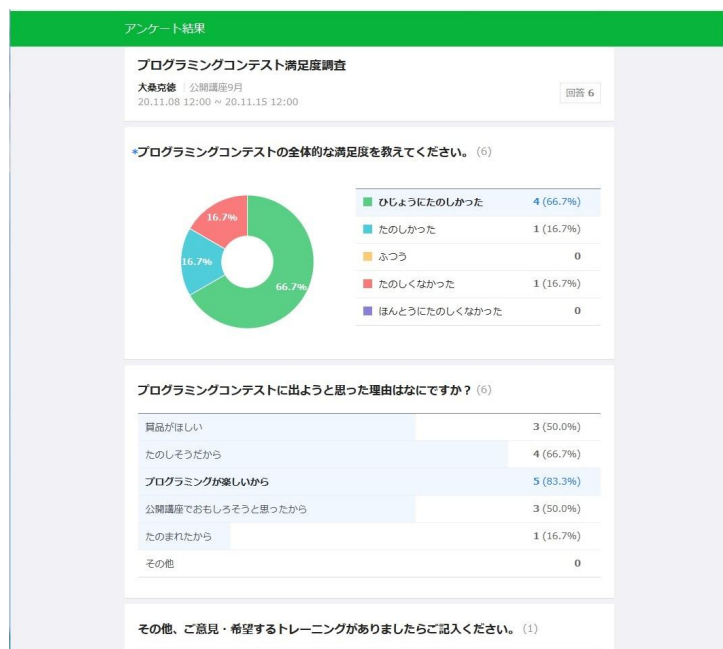 アンケート結果
プログラミングコンテスト満足度調査
大桑克徳 | 公開講座9月
20.11.08 12:00 ~ 20.11.15 12:00
回答 6
*プログラミングコンテストの全体的な満足度を教えてください。 (6)
16.7%
16.7%
66.7%
ひじょうにたのしかった 4 (66.7%)
たのしかった 1 (16.7%)
ふつう 0
たのしくなかった 1 (16.7%)
ほんとうにたのしくなかった 0
プログラミングコンテストに出ようと思った理由はなにですか? (6)
賞品がほしい 3 (50.0%)
たのしそうだから 4 (66.7%)
プログラミングが楽しいから 5 (83.3%)
公開講座でおもしろそうと思ったから 3 (50.0%)
たのまれたから 1 (16.7%)
その他 0
その他、ご意見・希望するトレーニングがありましたらご記入ください。 (1)